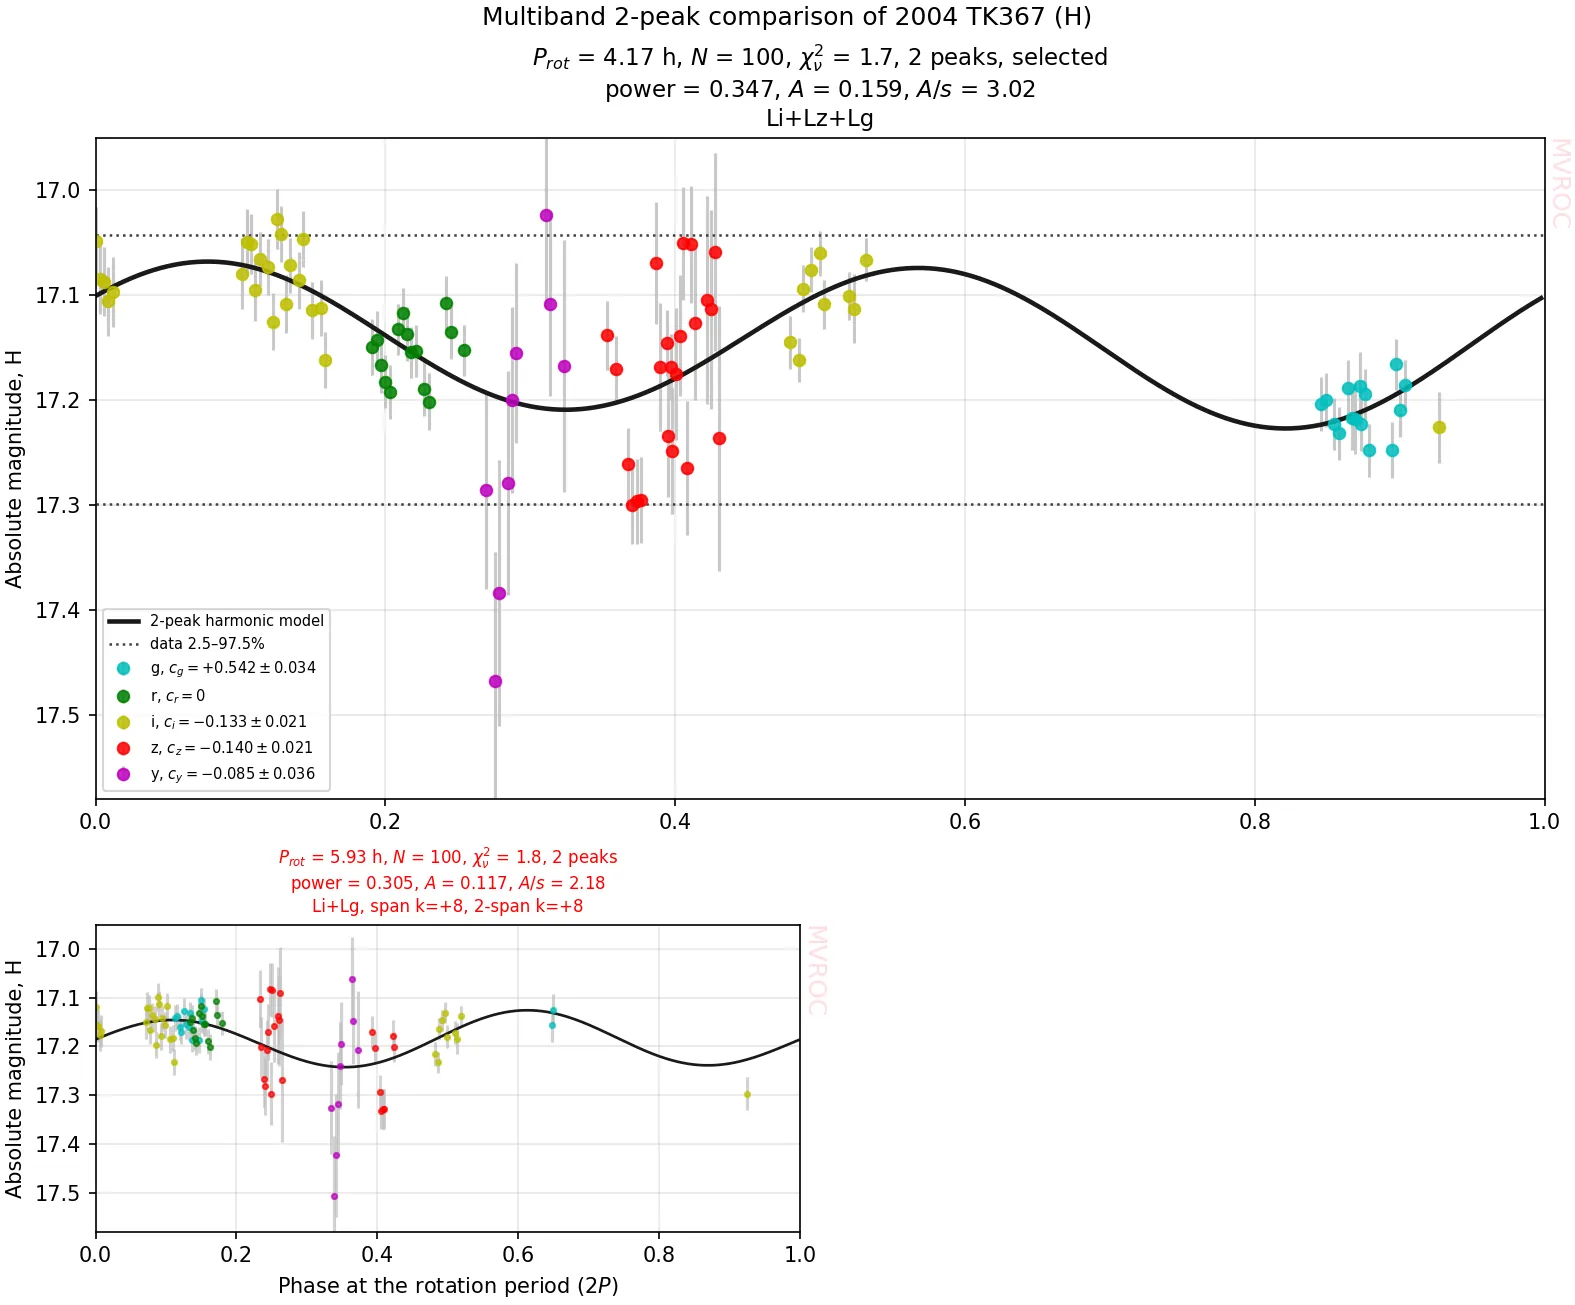 Multiband 2-peak comparison of 2004 TK367 (H)
P_rot = 4.17 h, N = 100, χ²_ν = 1.7, 2 peaks, selected
power = 0.347, A = 0.159, A/s = 3.02
Li+Lz+Lg
MVROC
Absolute magnitude, H
17.0
17.1
17.2
17.3
17.4
17.5
2-peak harmonic model
data 2.5–97.5%
g, c_g = +0.542 ± 0.034
r, c_r = 0
i, c_i = −0.133 ± 0.021
z, c_z = −0.140 ± 0.021
y, c_y = −0.085 ± 0.036
0.0 0.2 0.4 0.6 0.8 1.0
P_rot = 5.93 h, N = 100, χ²_ν = 1.8, 2 peaks
power = 0.305, A = 0.117, A/s = 2.18
Li+Lg, span k=+8, 2-span k=+8
MVROC
Absolute magnitude, H
17.0
17.1
17.2
17.3
17.4
17.5
0.0 0.2 0.4 0.6 0.8 1.0
Phase at the rotation period (2P)